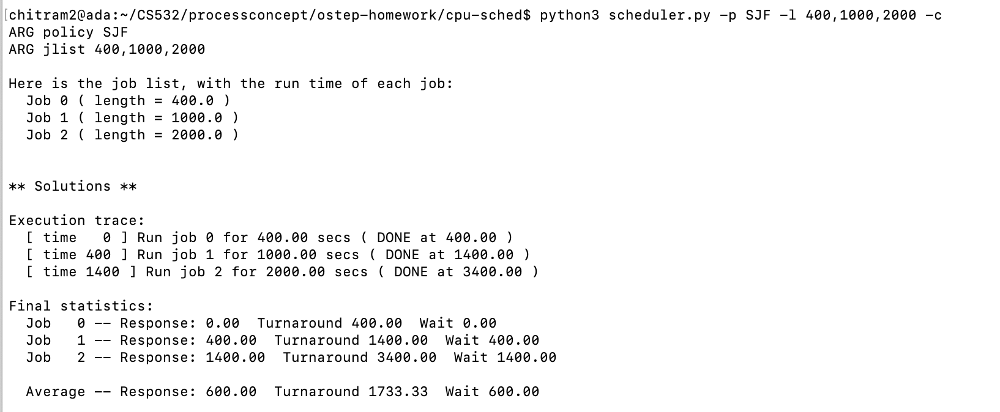 [chitram2@ada:~/CS532/processconcept/ostep-homework/cpu-sched$ python3 scheduler.py -p SJF -l 400,1000,2000 -c
ARG policy SJF
ARG jlist 400,1000,2000
Here is the job list, with the run time of each job:
Job 0 ( length = 400.0 )
Job 1 ( length = 1000.0 )
Job 2 ( length = 2000.0 )
** Solutions **
Execution trace:
[ time   0 ] Run job 0 for 400.00 secs ( DONE at 400.00 )
[ time 400 ] Run job 1 for 1000.00 secs ( DONE at 1400.00 )
[ time 1400 ] Run job 2 for 2000.00 secs ( DONE at 3400.00 )
Final statistics:
Job   0 -- Response: 0.00  Turnaround 400.00  Wait 0.00
Job   1 -- Response: 400.00  Turnaround 1400.00  Wait 400.00
Job   2 -- Response: 1400.00  Turnaround 3400.00  Wait 1400.00
Average -- Response: 600.00  Turnaround 1733.33  Wait 600.00